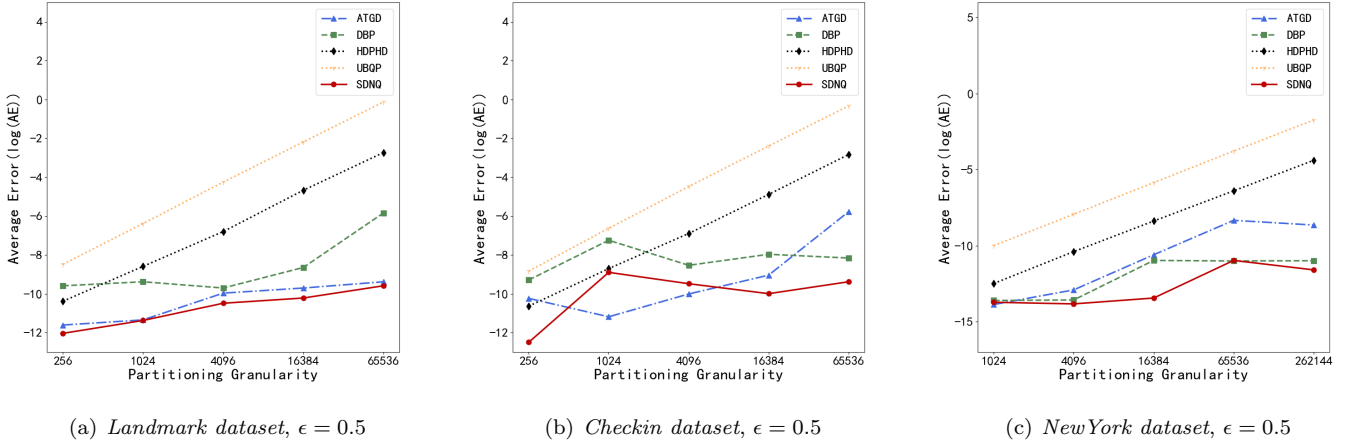 4
2
0
−2
−4
−6
−8
−10
−12
Average Error(log(AE))
256 1024 4096 16384 65536
Partitioning Granularity
ATGD
DBP
HDPHD
UBQP
SDNQ
(a) Landmark dataset, ϵ = 0.5
4
2
0
−2
−4
−6
−8
−10
−12
Average Error(log(AE))
256 1024 4096 16384 65536
Partitioning Granularity
ATGD
DBP
HDPHD
UBQP
SDNQ
(b) Checkin dataset, ϵ = 0.5
5
0
−5
−10
−15
Average Error(log(AE))
1024 4096 16384 65536 262144
Partitioning Granularity
ATGD
DBP
HDPHD
UBQP
SDNQ
(c) NewYork dataset, ϵ = 0.5